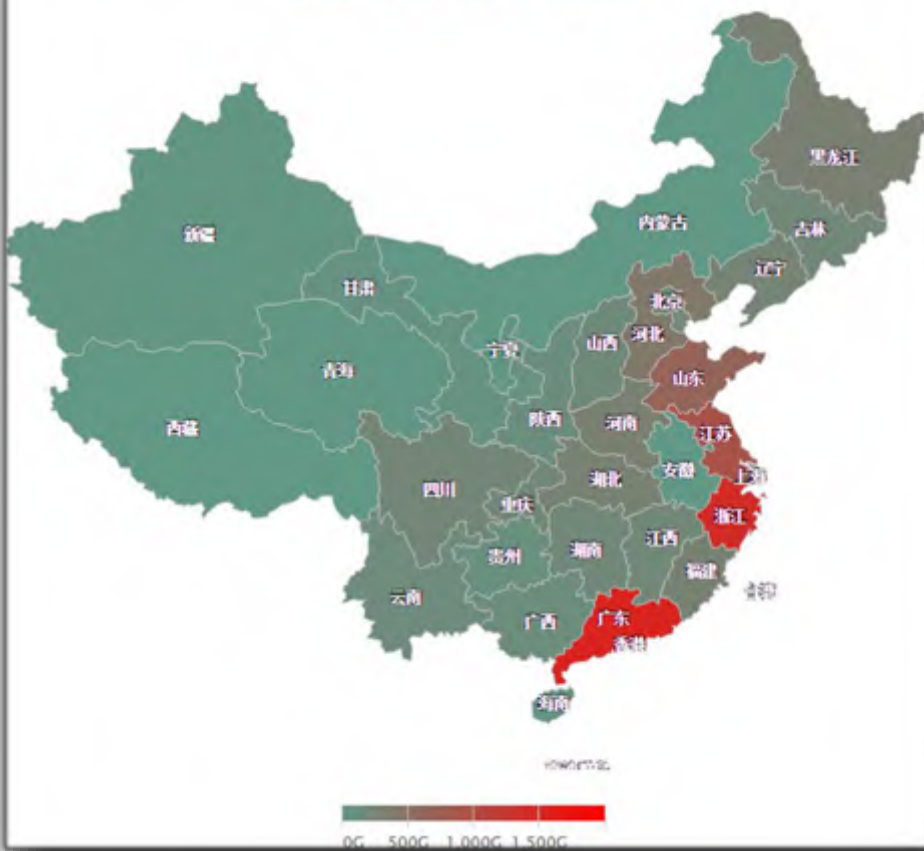 黑龙江
吉林
辽宁
内蒙古
新疆
甘肃
北京
河北
山西
宁夏
青海
山东
西藏
陕西
河南
江苏
安徽
四川
湖北
重庆
浙江
贵州
湖南
江西
福建
云南
广西
广东
香港
海南
0G 500G 1,000G 1,500G